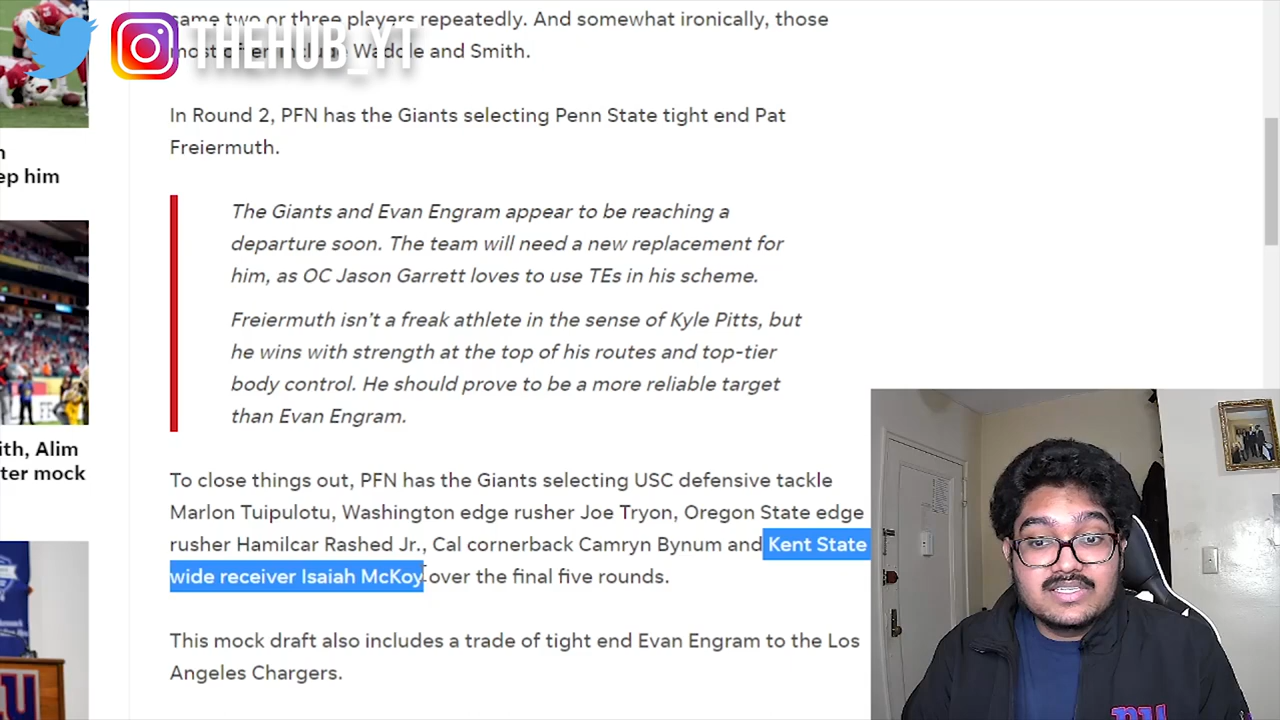 same two or three players repeatedly. And somewhat ironically, those
THEHUB_YT
most often include Waddle and Smith.
In Round 2, PFN has the Giants selecting Penn State tight end Pat
Freiermuth.
ep him
The Giants and Evan Engram appear to be reaching a
departure soon. The team will need a new replacement for
him, as OC Jason Garrett loves to use TEs in his scheme.
Freiermuth isn't a freak athlete in the sense of Kyle Pitts, but
he wins with strength at the top of his routes and top-tier
body control. He should prove to be a more reliable target
than Evan Engram.
ith, Alim
ter mock
To close things out, PFN has the Giants selecting USC defensive tackle
Marlon Tuipulotu, Washington edge rusher Joe Tryon, Oregon State edge
rusher Hamilcar Rashed Jr., Cal cornerback Camryn Bynum and Kent State
wide receiver Isaiah McKoy over the final five rounds.
This mock draft also includes a trade of tight end Evan Engram to the Los
Angeles Chargers.
ny